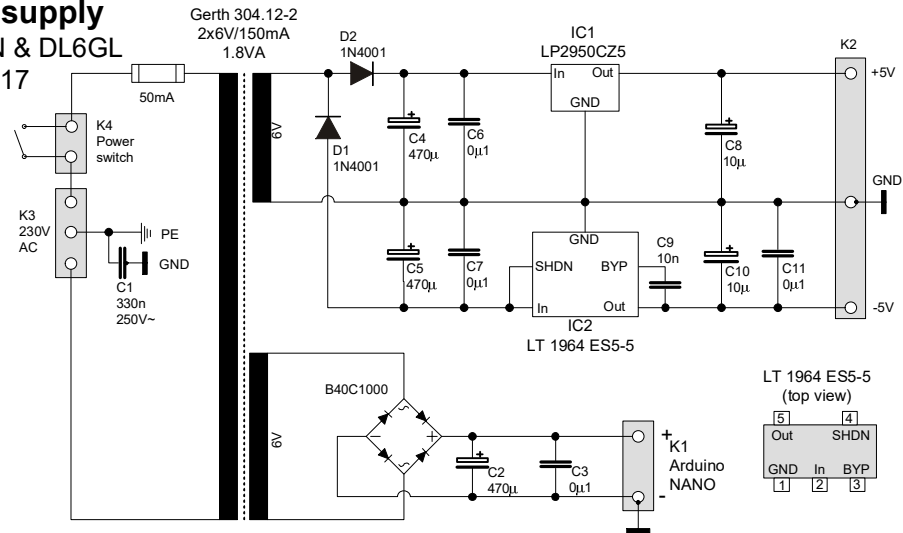 supply
& DL6GL
17
Gerth 304.12-2
2x6V/150mA
1.8VA
50mA
K4
Power
switch
K3
230V
AC
PE
GND
C1
330n
250V~
6V
D2
1N4001
D1
1N4001
C4
470µ
C6
0µ1
IC1
LP2950CZ5
In
Out
GND
C8
10µ
K2
+5V
GND
-5V
C5
470µ
C7
0µ1
GND
SHDN
BYP
In
Out
IC2
LT 1964 ES5-5
C9
10n
C10
10µ
C11
0µ1
6V
B40C1000
C2
470µ
C3
0µ1
+
K1
Arduino
NANO
-
LT 1964 ES5-5
(top view)
5
4
Out
SHDN
GND
In
BYP
1
2
3